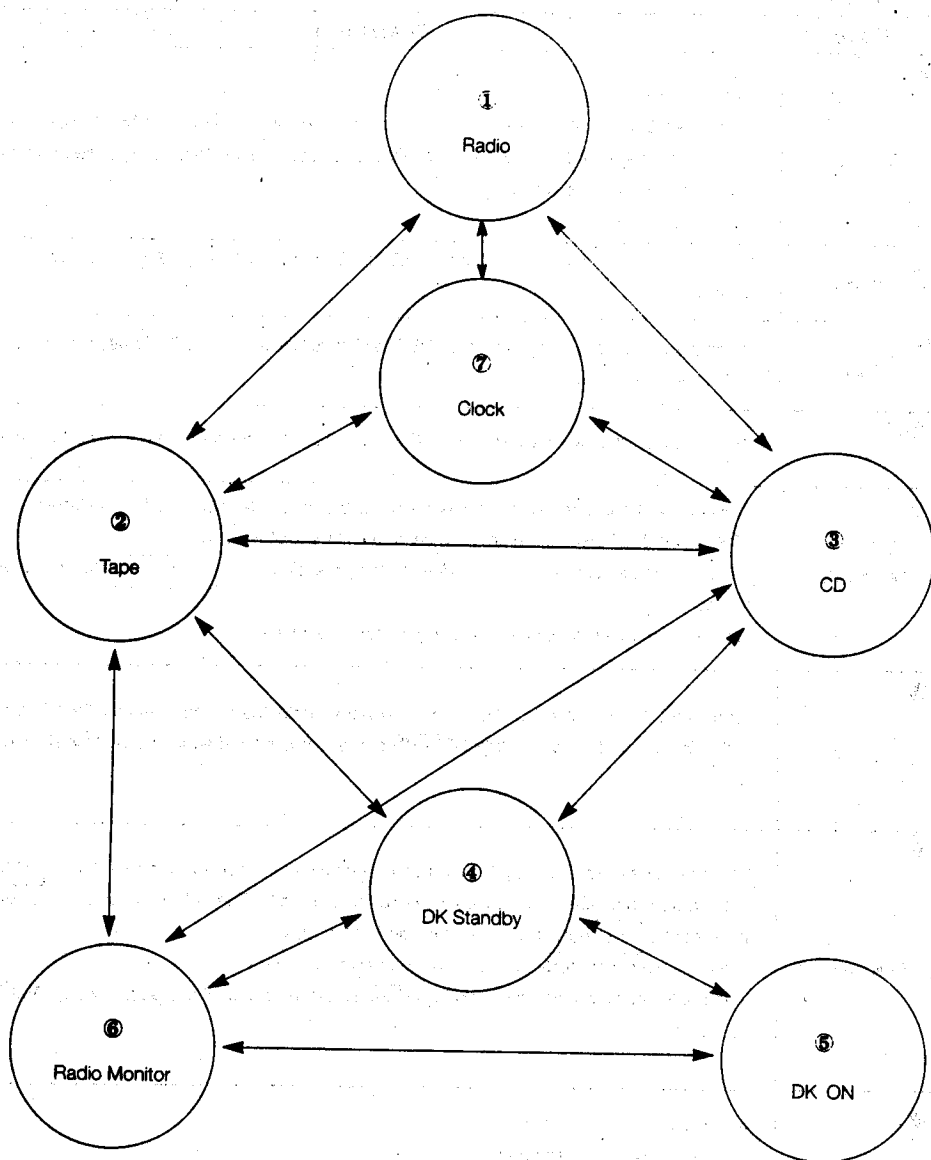 ①
Radio
⑦
Clock
②
Tape
③
CD
④
DK Standby
⑥
Radio Monitor
⑤
DK ON